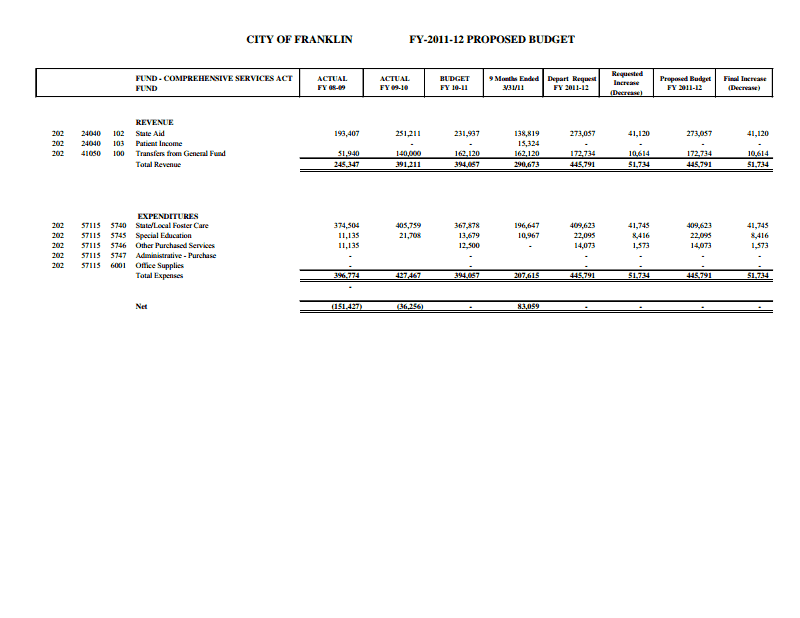 CITY OF FRANKLIN FY-2011-12 PROPOSED BUDGET
FUND - COMPREHENSIVE SERVICES ACT FUND ACTUAL FY 08-09 ACTUAL FY 09-10 BUDGET FY 10-11 9 Months Ended 3/31/11 Depart Request FY 2011-12 Requested Increase (Decrease) Proposed Budget FY 2011-12 Final Increase (Decrease)
REVENUE
202 24040 102 State Aid 193,407 251,211 231,937 138,819 273,057 41,120 273,057 41,120
202 24040 103 Patient Income - - 15,324 - - - -
202 41050 100 Transfers from General Fund 51,940 140,000 162,120 162,120 172,734 10,614 172,734 10,614
Total Revenue 245,347 391,211 394,057 290,673 445,791 51,734 445,791 51,734
EXPENDITURES
202 57115 5740 State/Local Foster Care 374,504 405,759 367,878 196,647 409,623 41,745 409,623 41,745
202 57115 5745 Special Education 11,135 21,708 13,679 10,967 22,095 8,416 22,095 8,416
202 57115 5746 Other Purchased Services 11,135 12,500 - 14,073 1,573 14,073 1,573
202 57115 5747 Administrative - Purchase - - - - - -
202 57115 6001 Office Supplies - - - - - -
Total Expenses 396,774 427,467 394,057 207,615 445,791 51,734 445,791 51,734
-
Net (151,427) (36,256) - 83,059 - - - -